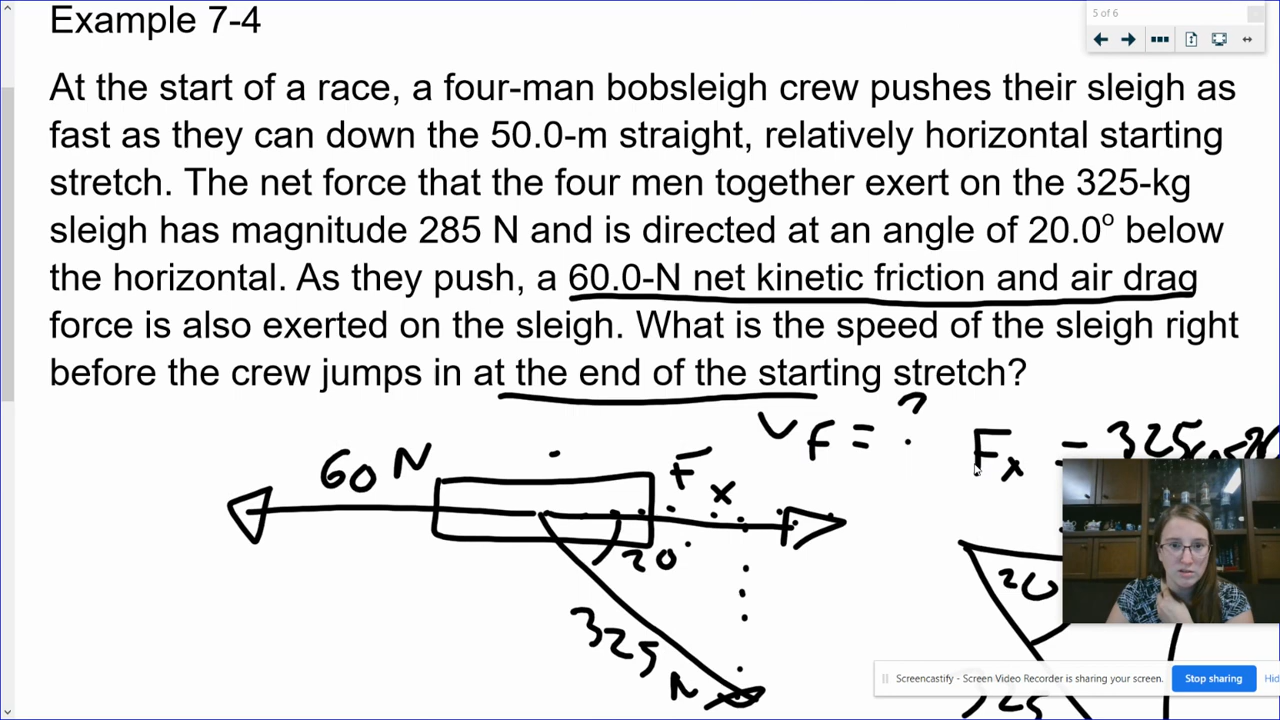 Example 7-4
5 of 6
At the start of a race, a four-man bobsleigh crew pushes their sleigh as
fast as they can down the 50.0-m straight, relatively horizontal starting
stretch. The net force that the four men together exert on the 325-kg
sleigh has magnitude 285 N and is directed at an angle of 20.0° below
the horizontal. As they push, a 60.0-N net kinetic friction and air drag
force is also exerted on the sleigh. What is the speed of the sleigh right
before the crew jumps in at the end of the starting stretch?
VF = ?
Fx = 325cos20
60 N
Fx
20
325 N
20
325
Screencastify - Screen Video Recorder is sharing your screen.
Stop sharing
Hid